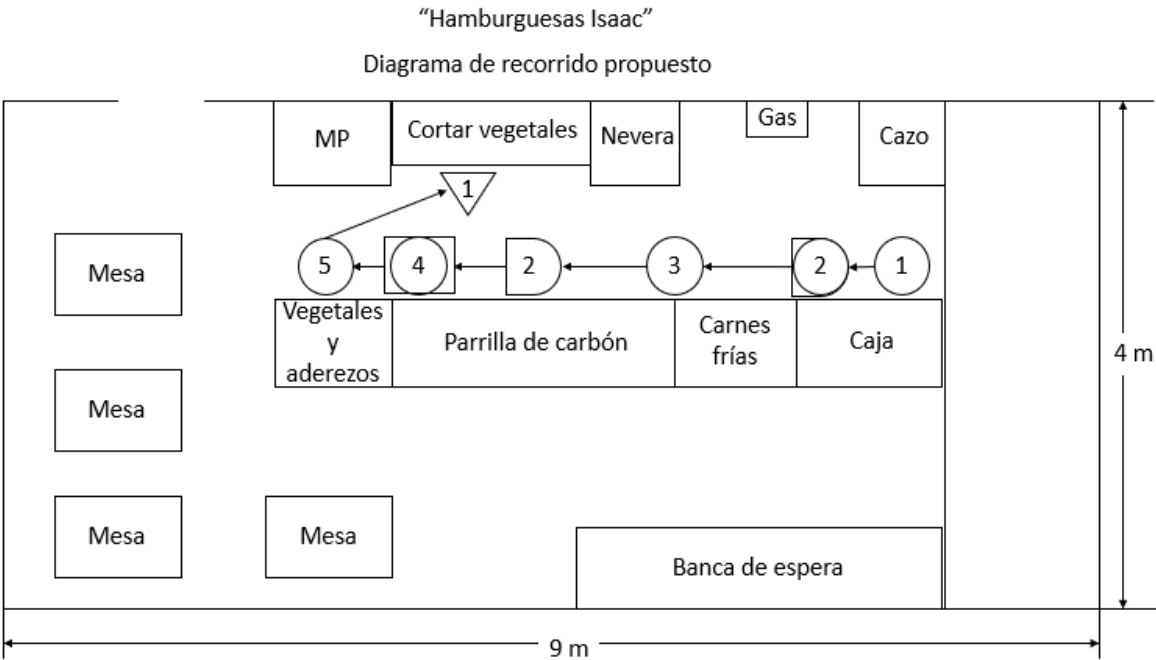 “Hamburguesas Isaac”
Diagrama de recorrido propuesto
MP
Cortar vegetales
Nevera
Gas
Cazo
1
5
4
2
3
2
1
Mesa
Vegetales
y
aderezos
Parrilla de carbón
Carnes
frías
Caja
4 m
Mesa
Mesa
Mesa
Banca de espera
9 m